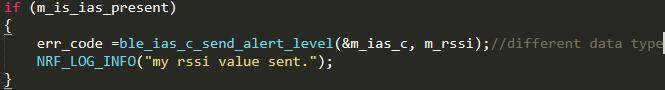 if (m_is_ias_present)
{
err_code =ble_ias_c_send_alert_level(&m_ias_c, m_rssi);//different data type
NRF_LOG_INFO("my rssi value sent.");
}